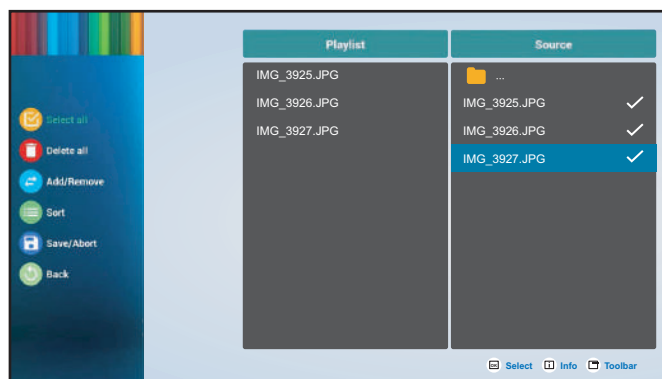 Select all
Delete all
Add/Remove
Sort
Save/Abort
Back
Playlist
IMG_3925.JPG
IMG_3926.JPG
IMG_3927.JPG
Source
...
IMG_3925.JPG
IMG_3926.JPG
IMG_3927.JPG
OK Select i Info Toolbar